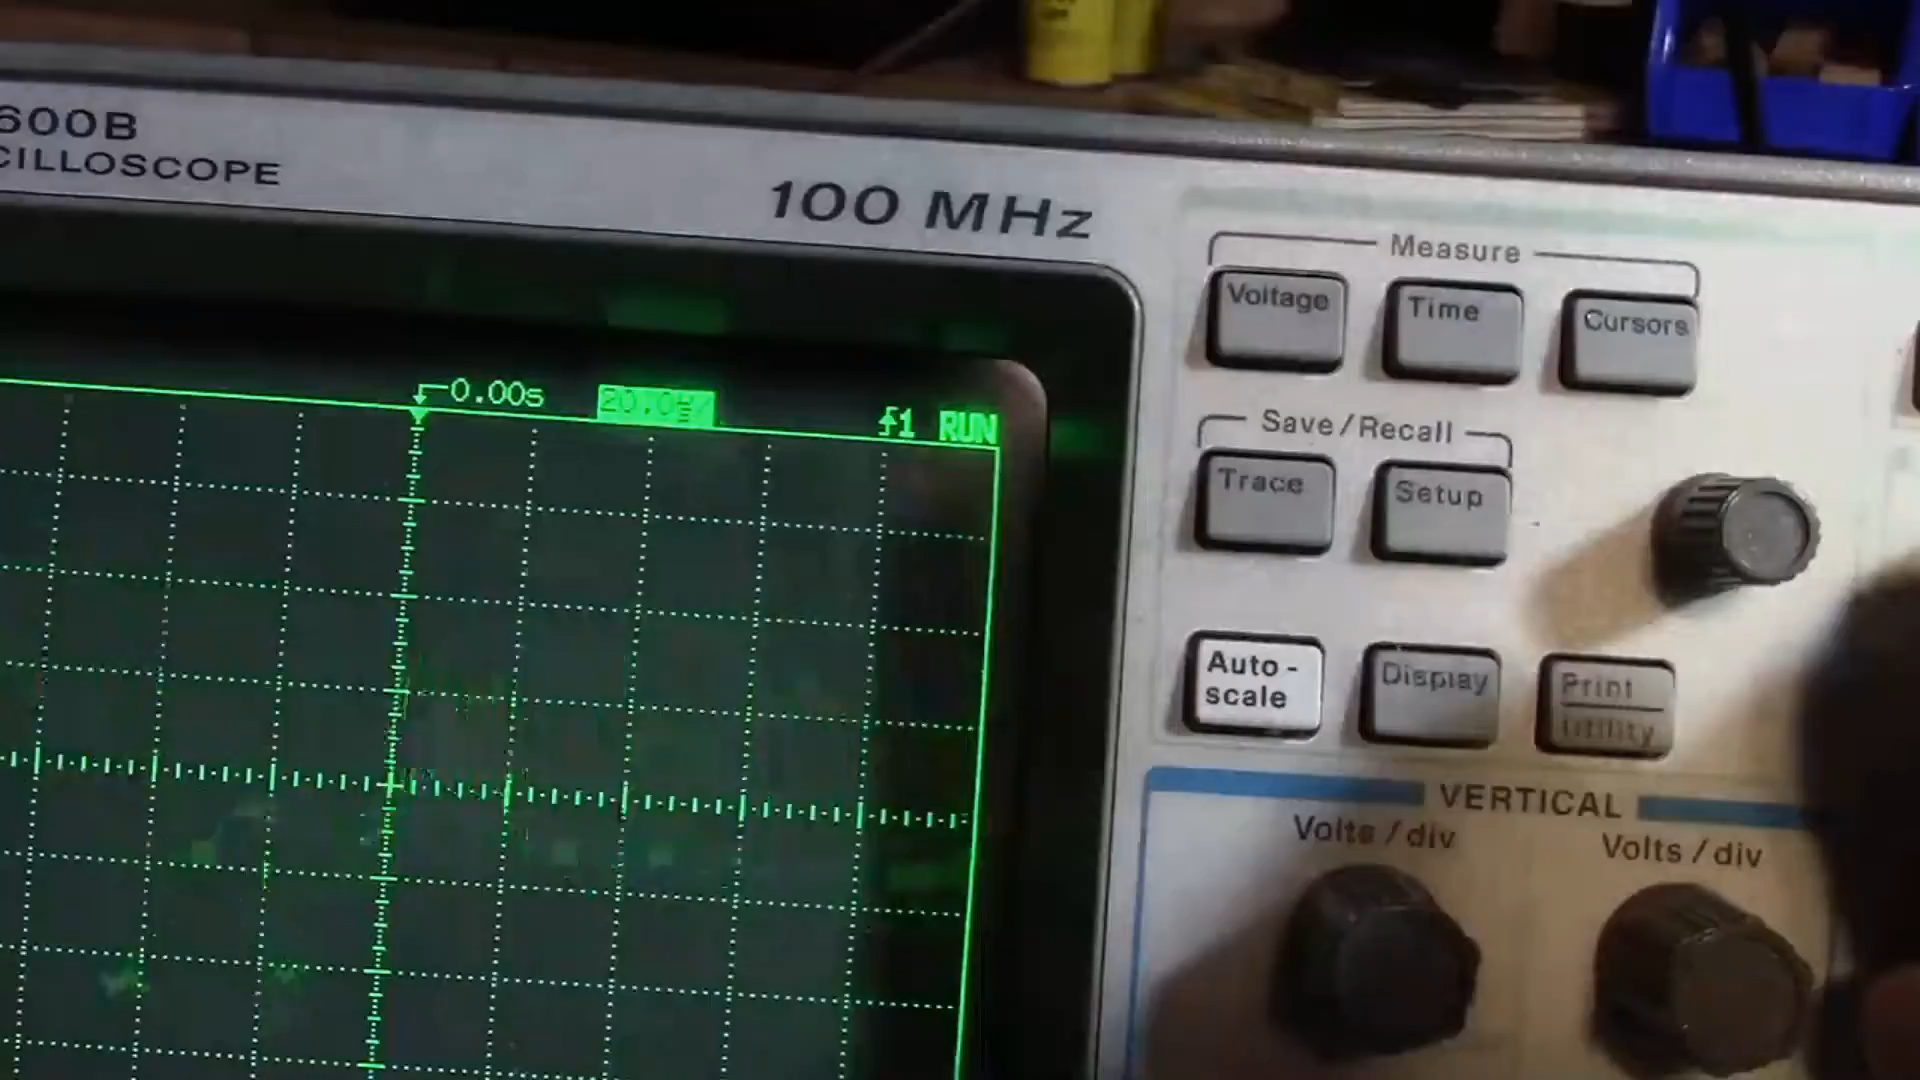 600B
CILLOSCOPE
100 MHz
Measure
Voltage
Time
Cursors
Save/Recall
Trace
Setup
0.00s
1 RUN
Auto-
scale
Display
Print
Utility
VERTICAL
Volts/div
Volts/div